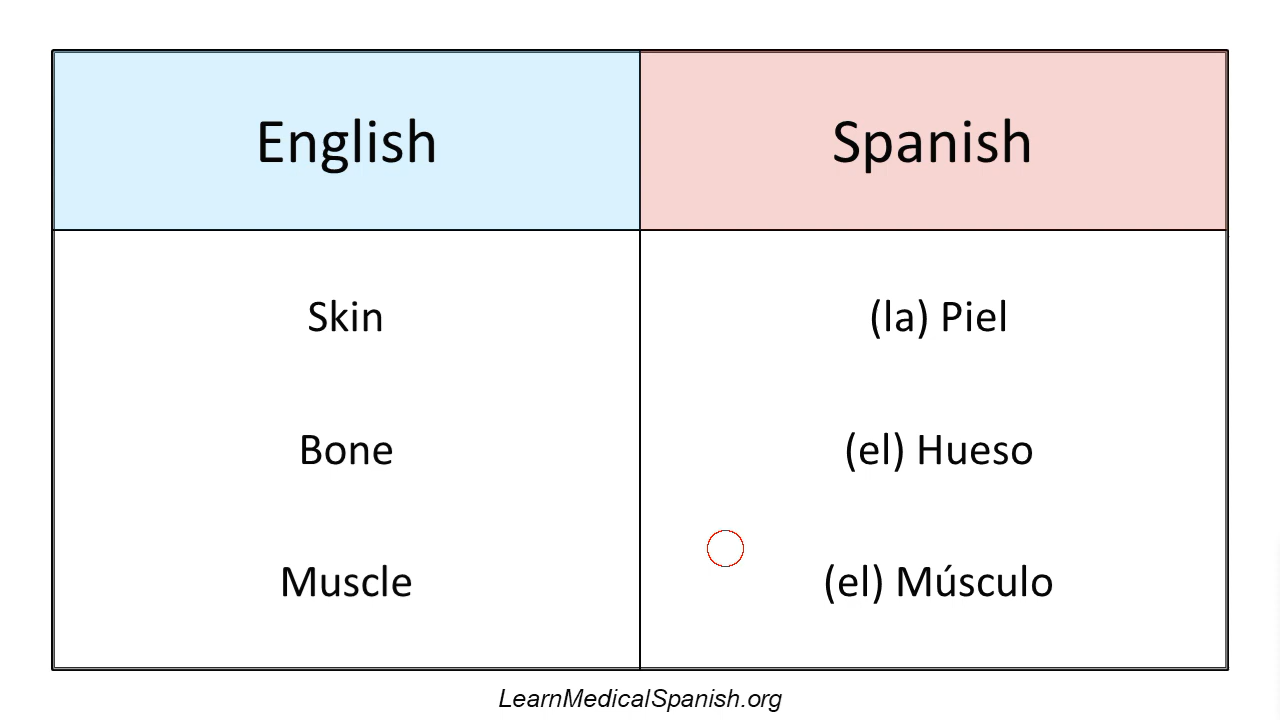 English Spanish
Skin (la) Piel
Bone (el) Hueso
Muscle (el) Músculo
LearnMedicalSpanish.org